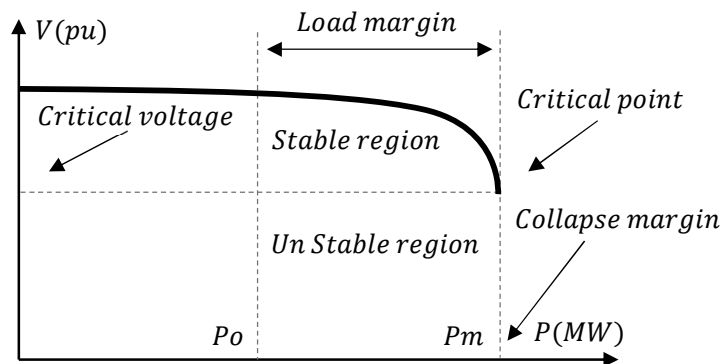 V(pu)
Load margin
Critical voltage
Critical point
Stable region
Collapse margin
Un Stable region
Po
Pm
P(MW)